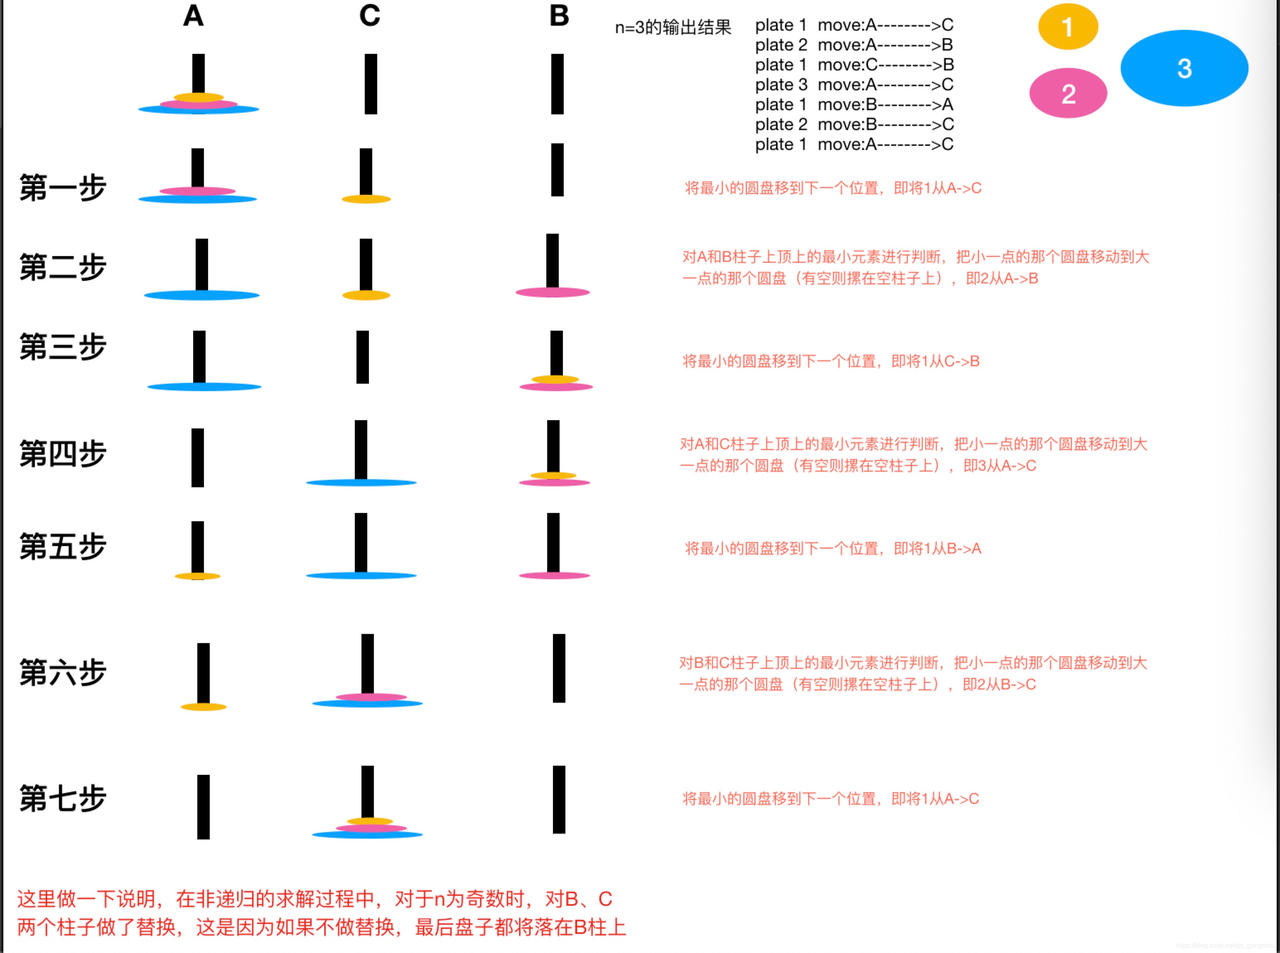 A C B
n=3的输出结果
plate 1 move:A-------->C
plate 2 move:A-------->B
plate 1 move:C-------->B
plate 3 move:A-------->C
plate 1 move:B-------->A
plate 2 move:B-------->C
plate 1 move:A-------->C
1
2
3
第一步
将最小的圆盘移到下一个位置，即将1从A->C
第二步
对A和B柱子上顶上的最小元素进行判断，把小一点的那个圆盘移动到大
一点的那个圆盘（有空则摞在空柱子上），即2从A->B
第三步
将最小的圆盘移到下一个位置，即将1从C->B
第四步
对A和C柱子上顶上的最小元素进行判断，把小一点的那个圆盘移动到大
一点的那个圆盘（有空则摞在空柱子上），即3从A->C
第五步
将最小的圆盘移到下一个位置，即将1从B->A
第六步
对B和C柱子上顶上的最小元素进行判断，把小一点的那个圆盘移动到大
一点的那个圆盘（有空则摞在空柱子上），即2从B->C
第七步
将最小的圆盘移到下一个位置，即将1从A->C
这里做一下说明，在非递归的求解过程中，对于n为奇数时，对B、C
两个柱子做了替换，这是因为如果不做替换，最后盘子都将落在B柱上